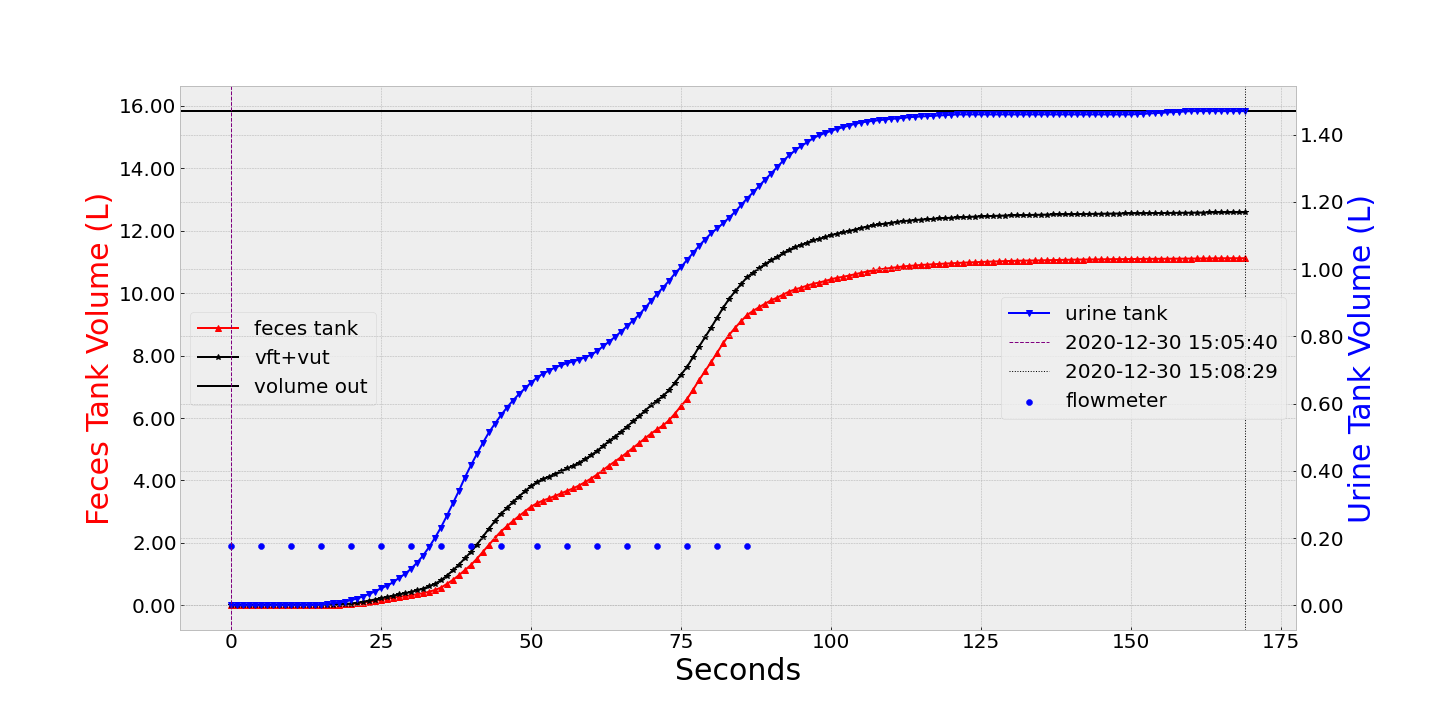 16.00
14.00
12.00
10.00
8.00
6.00
4.00
2.00
0.00
Feces Tank Volume (L)
feces tank
vft+vut
volume out
urine tank
2020-12-30 15:05:40
2020-12-30 15:08:29
flowmeter
1.40
1.20
1.00
0.80
0.60
0.40
0.20
0.00
Urine Tank Volume (L)
0 25 50 75 100 125 150 175
Seconds